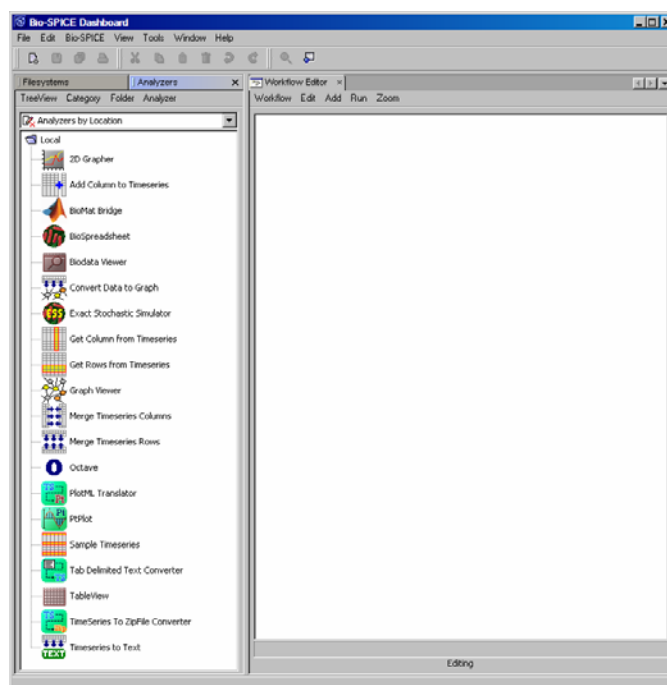 Bio-SPICE Dashboard
File Edit Bio-SPICE View Tools Window Help
Filesystems Analyzers
TreeView Category Folder Analyzer
Analyzers by Location
Local
2D Grapher
Add Column to Timeseries
BioMat Bridge
BioSpreadsheet
Biodata Viewer
Convert Data to Graph
ESS Exact Stochastic Simulator
Get Column from Timeseries
Get Rows from Timeseries
Graph Viewer
Merge Timeseries Columns
Merge Timeseries Rows
Octave
PlotML Translator
Pt PtPlot
Sample Timeseries
Tab Delimited Text Converter
TableView
TimeSeries To ZipFile Converter
TEXT Timeseries to Text
Workflow Editor
Workflow Edit Add Run Zoom
Editing